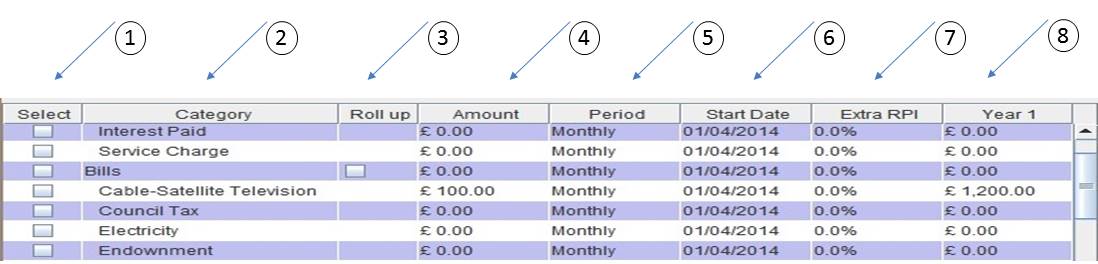 1 2 3 4 5 6 7 8
Select Category Roll up Amount Period Start Date Extra RPI Year 1
Interest Paid £ 0.00 Monthly 01/04/2014 0.0% £ 0.00
Service Charge £ 0.00 Monthly 01/04/2014 0.0% £ 0.00
Bills £ 0.00 Monthly 01/04/2014 0.0% £ 0.00
Cable-Satellite Television £ 100.00 Monthly 01/04/2014 0.0% £ 1,200.00
Council Tax £ 0.00 Monthly 01/04/2014 0.0% £ 0.00
Electricity £ 0.00 Monthly 01/04/2014 0.0% £ 0.00
Endownment £ 0.00 Monthly 01/04/2014 0.0% £ 0.00